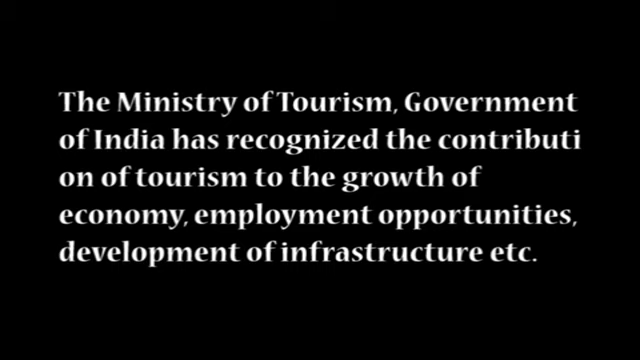 The Ministry of Tourism, Government
of India has recognized the contributi
on of tourism to the growth of
economy, employment opportunities,
development of infrastructure etc.